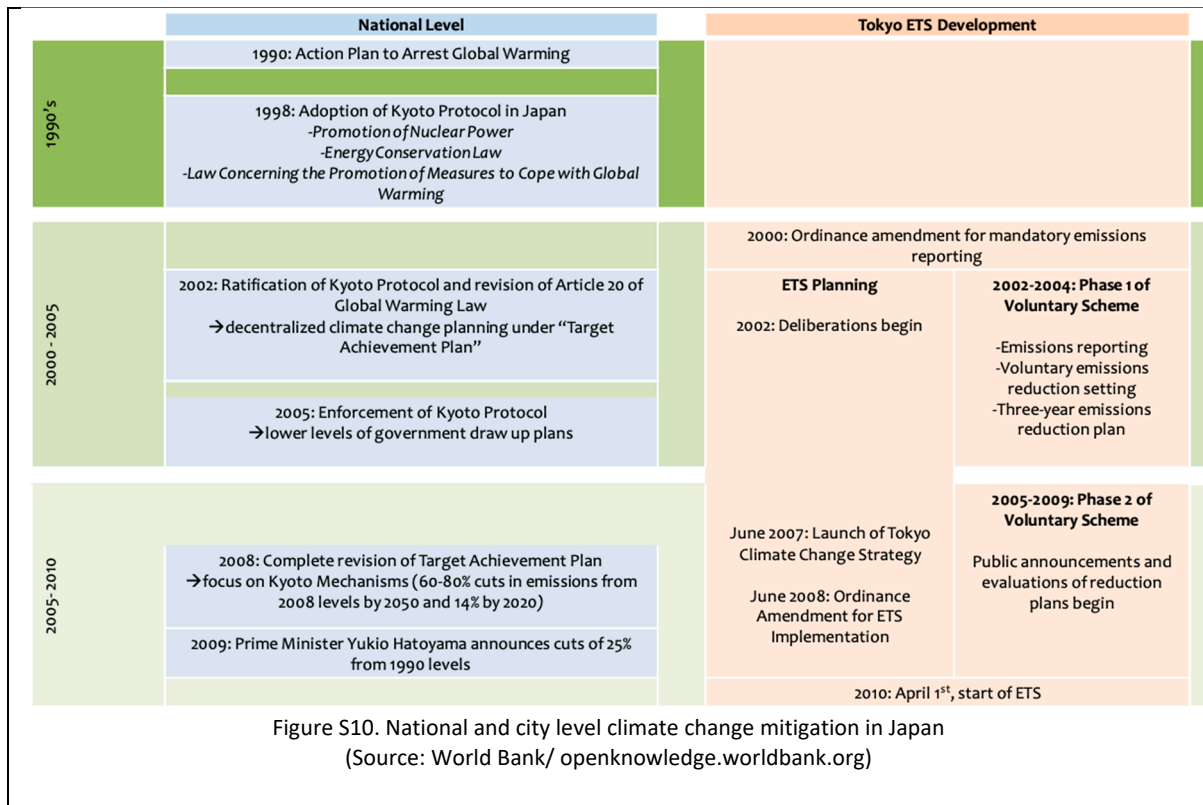 National Level
Tokyo ETS Development
1990's
1990: Action Plan to Arrest Global Warming
1998: Adoption of Kyoto Protocol in Japan
-Promotion of Nuclear Power
-Energy Conservation Law
-Law Concerning the Promotion of Measures to Cope with Global
Warming
2000 - 2005
2000: Ordinance amendment for mandatory emissions
reporting
2002: Ratification of Kyoto Protocol and revision of Article 20 of
Global Warming Law
→decentralized climate change planning under “Target
Achievement Plan”
2005: Enforcement of Kyoto Protocol
→lower levels of government draw up plans
ETS Planning
2002: Deliberations begin
2002-2004: Phase 1 of
Voluntary Scheme
-Emissions reporting
-Voluntary emissions
reduction setting
-Three-year emissions
reduction plan
2005- 2010
2008: Complete revision of Target Achievement Plan
→focus on Kyoto Mechanisms (60-80% cuts in emissions from
2008 levels by 2050 and 14% by 2020)
2009: Prime Minister Yukio Hatoyama announces cuts of 25%
from 1990 levels
June 2007: Launch of Tokyo
Climate Change Strategy
June 2008: Ordinance
Amendment for ETS
Implementation
2005-2009: Phase 2 of
Voluntary Scheme
Public announcements and
evaluations of reduction
plans begin
2010: April 1st, start of ETS
Figure S10. National and city level climate change mitigation in Japan
(Source: World Bank/ openknowledge.worldbank.org)